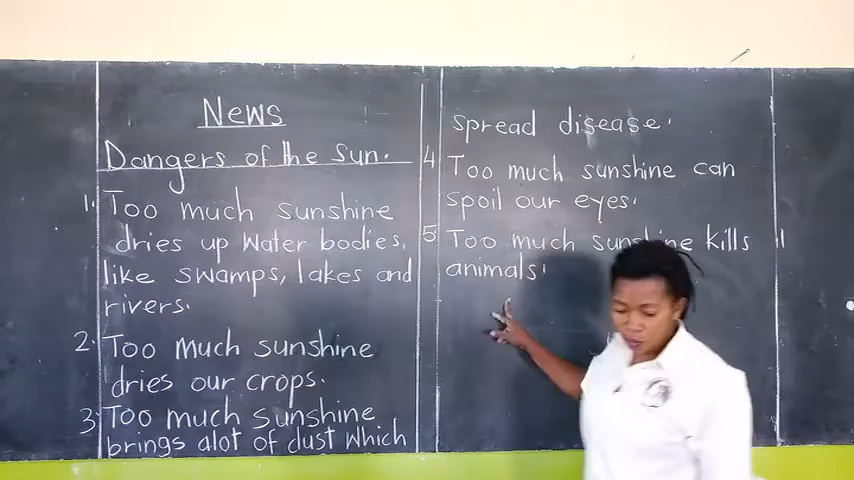 News
Dangers of the Sun.
1. Too much sunshine
dries up Water bodies,
like swamps, lakes and
rivers.
2. Too much sunshine
dries our crops.
3. Too much sunshine
brings alot of dust which
spread disease.
4 Too much sunshine can
spoil our eyes.
5 Too much sunshine kills
animals.